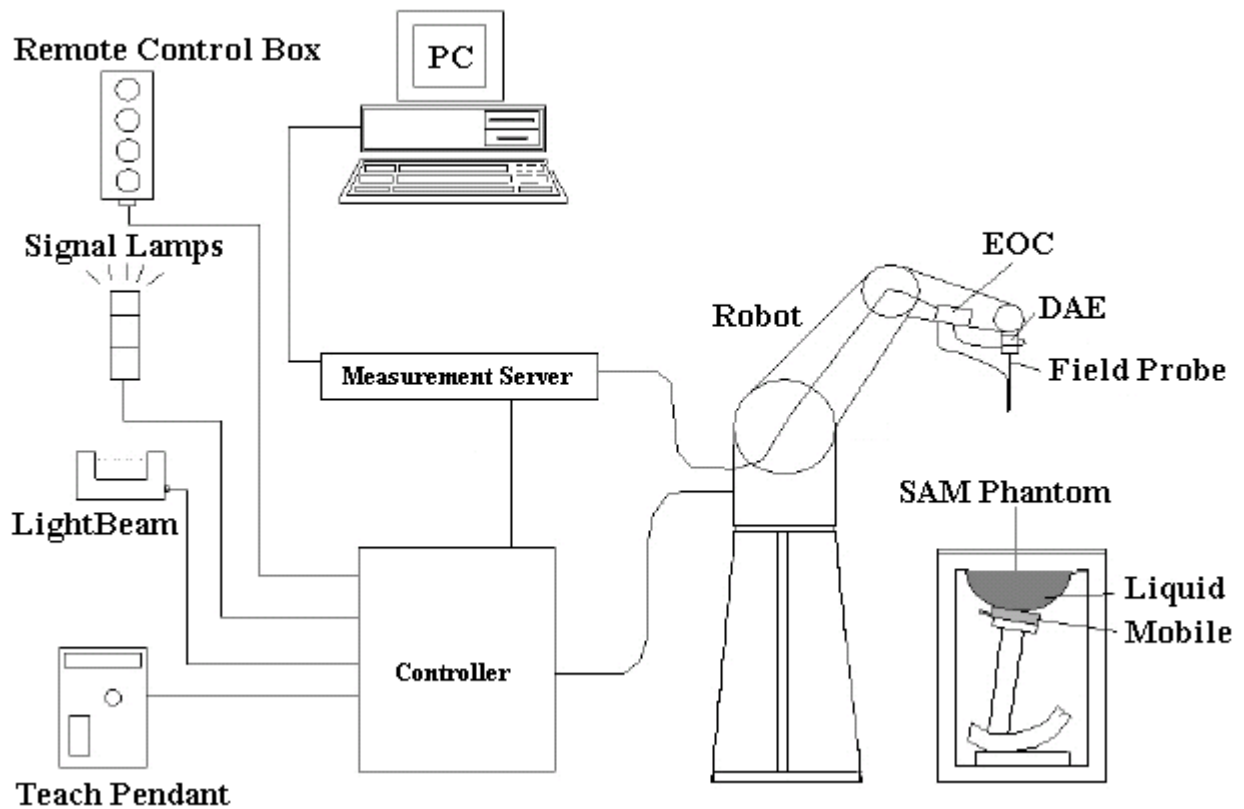 Remote Control Box
PC
Signal Lamps
EOC
Robot
DAE
Field Probe
Measurement Server
LightBeam
SAM Phantom
Liquid
Mobile
Controller
Teach Pendant